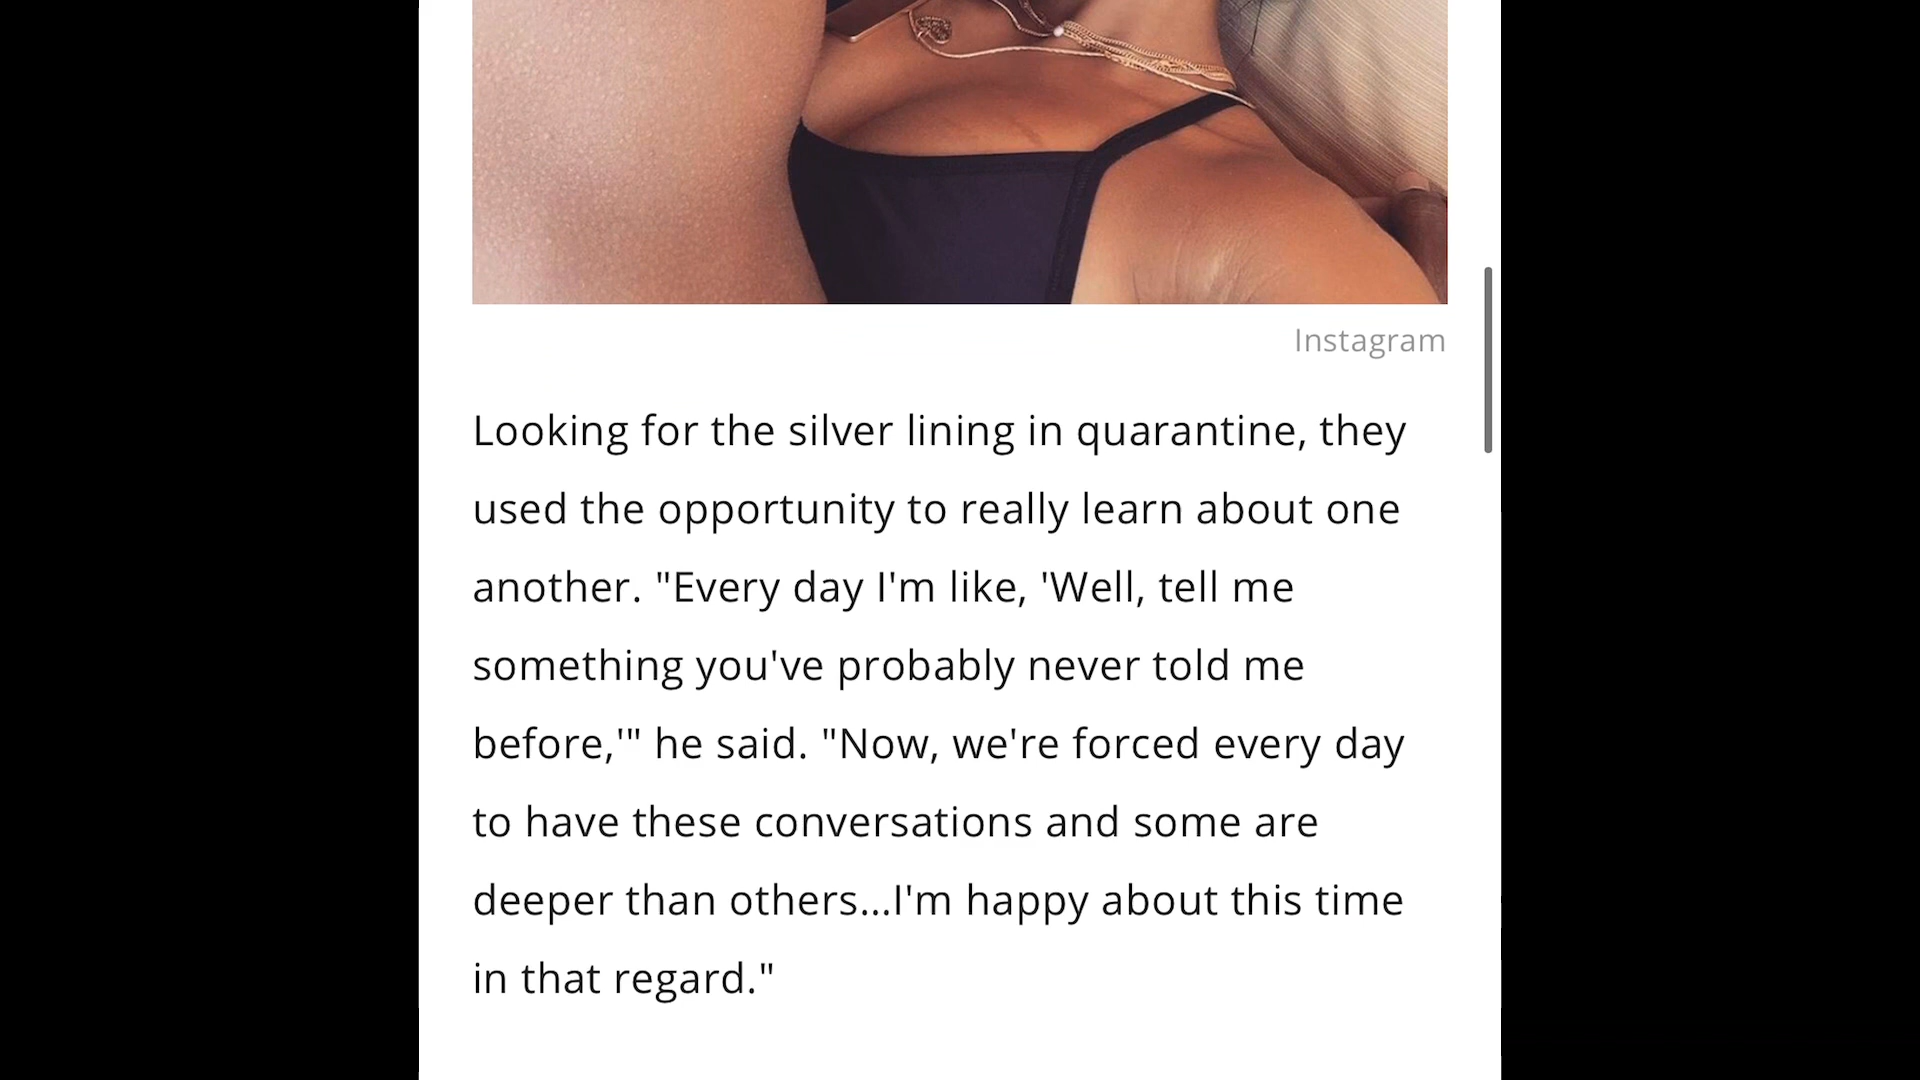 Instagram
Looking for the silver lining in quarantine, they
used the opportunity to really learn about one
another. "Every day I'm like, 'Well, tell me
something you've probably never told me
before,'" he said. "Now, we're forced every day
to have these conversations and some are
deeper than others...I'm happy about this time
in that regard."